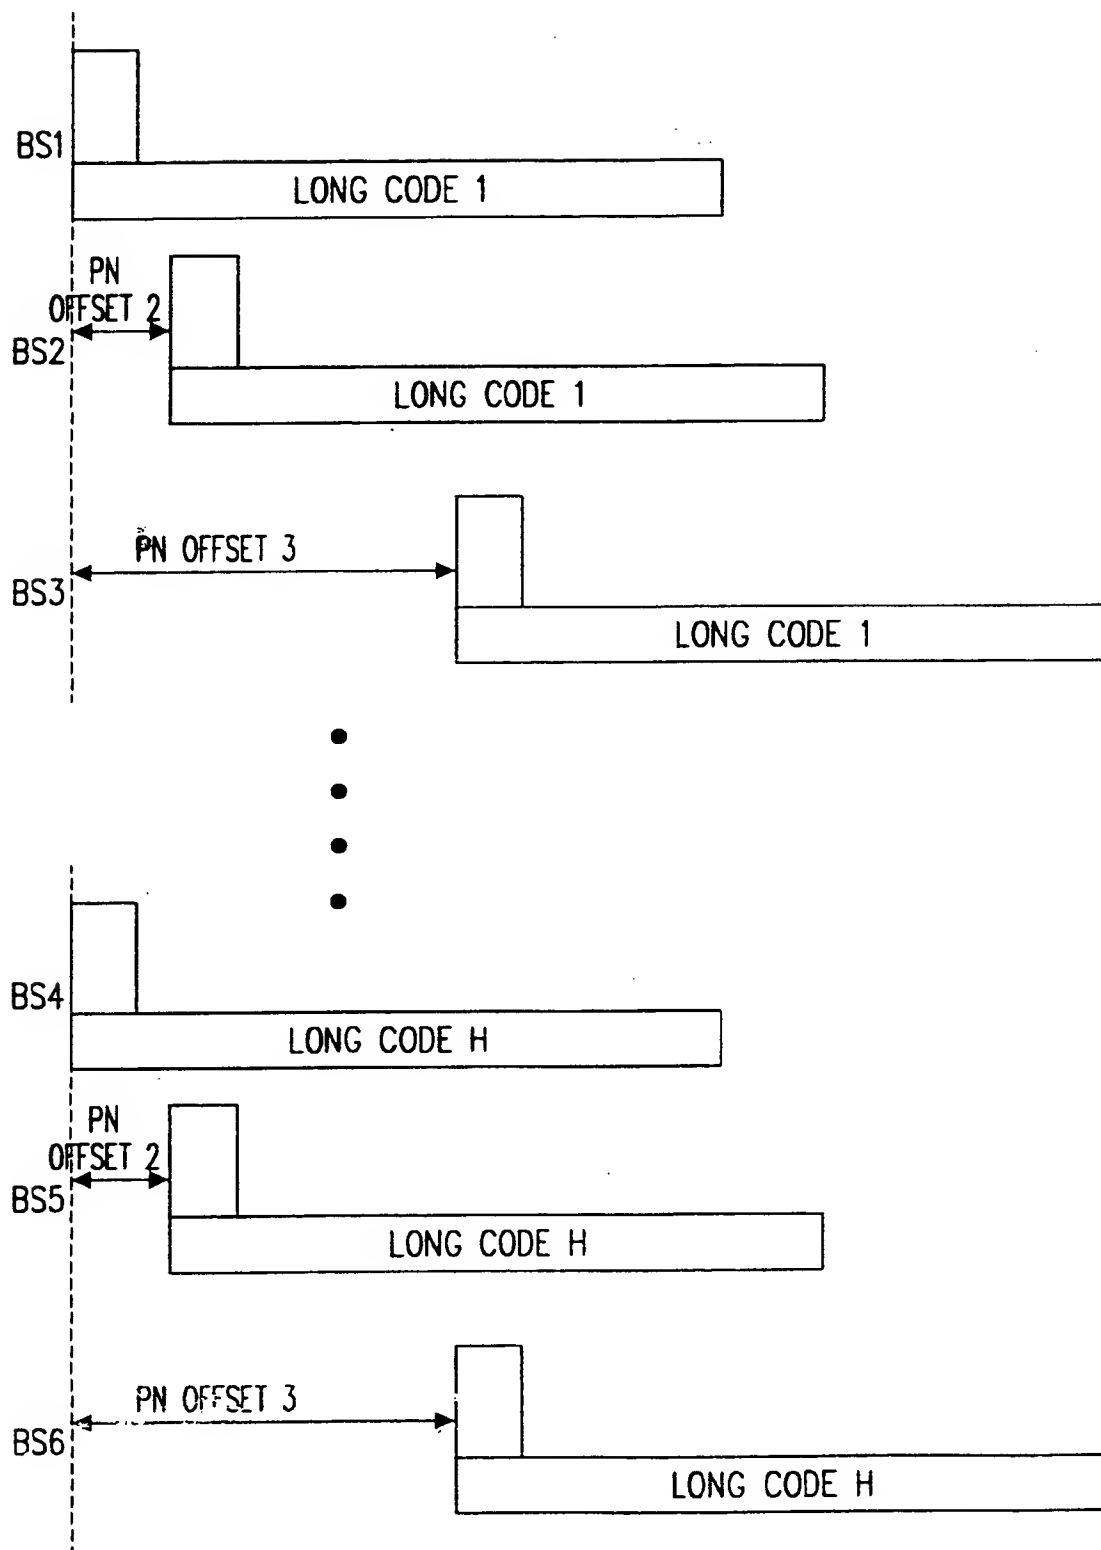 BS1
LONG CODE 1
PN
OFFSET 2
BS2
LONG CODE 1
PN OFFSET 3
BS3
LONG CODE 1
BS4
LONG CODE H
PN
OFFSET 2
BS5
LONG CODE H
PN OFFSET 3
BS6
LONG CODE H